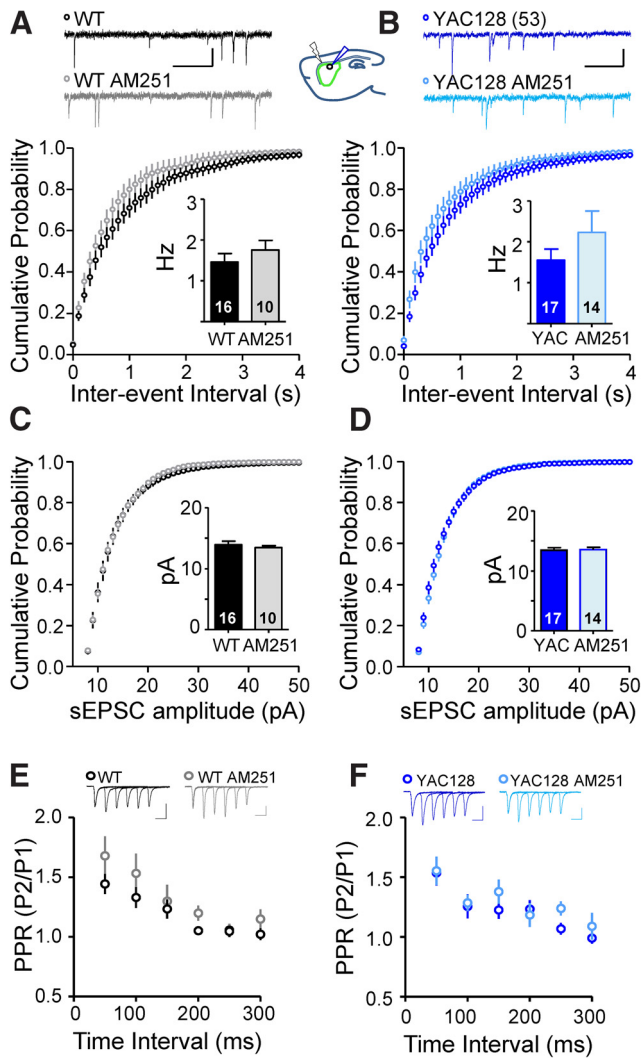 A
WT
WT AM251
B
YAC128 (53)
YAC128 AM251
Cumulative Probability
1.0
0.8
0.6
0.4
0.2
0.0
0 1 2 3 4
Inter-event Interval (s)
Hz
3
2
1
16
10
WT AM251
Cumulative Probability
1.0
0.8
0.6
0.4
0.2
0.0
0 1 2 3 4
Inter-event Interval (s)
Hz
3
2
1
17
14
YAC AM251
C
Cumulative Probability
1.0
0.8
0.6
0.4
0.2
0.0
10 20 30 40 50
sEPSC amplitude (pA)
pA
20
10
0
16
10
WT AM251
D
Cumulative Probability
1.0
0.8
0.6
0.4
0.2
0.0
10 20 30 40 50
sEPSC amplitude (pA)
pA
20
10
0
17
14
YAC AM251
E
WT
WT AM251
PPR (P2/P1)
2.0
1.5
1.0
0.5
0 100 200 300
Time Interval (ms)
F
YAC128
YAC128 AM251
PPR (P2/P1)
2.0
1.5
1.0
0.5
0 100 200 300
Time Interval (ms)